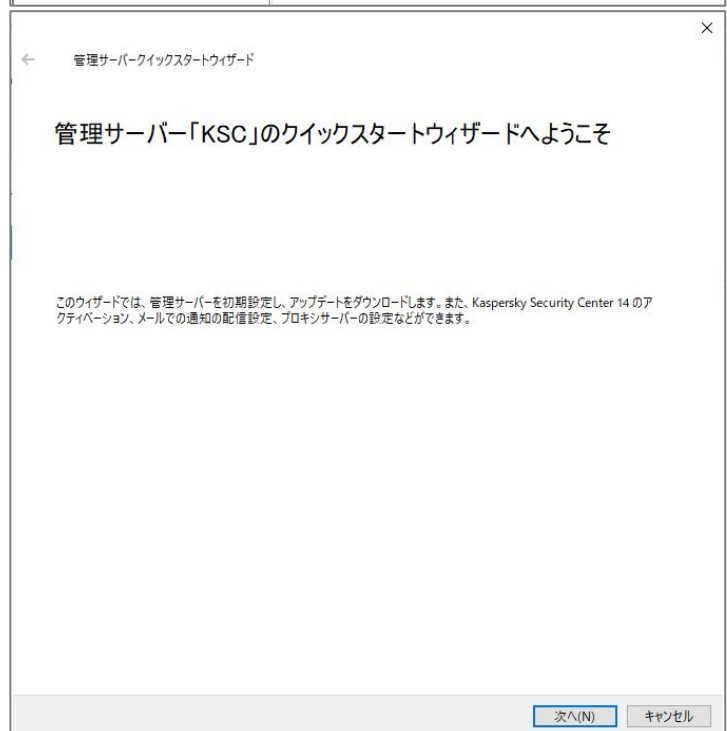 管理サーバークイックスタートウィザード
管理サーバー「KSC」のクイックスタートウィザードへようこそ
このウィザードでは、管理サーバーを初期設定し、アップデートをダウンロードします。また、Kaspersky Security Center 14 のア
クティベーション、メールでの通知の配信設定、プロキシサーバーの設定などができます。
次へ(N) キャンセル